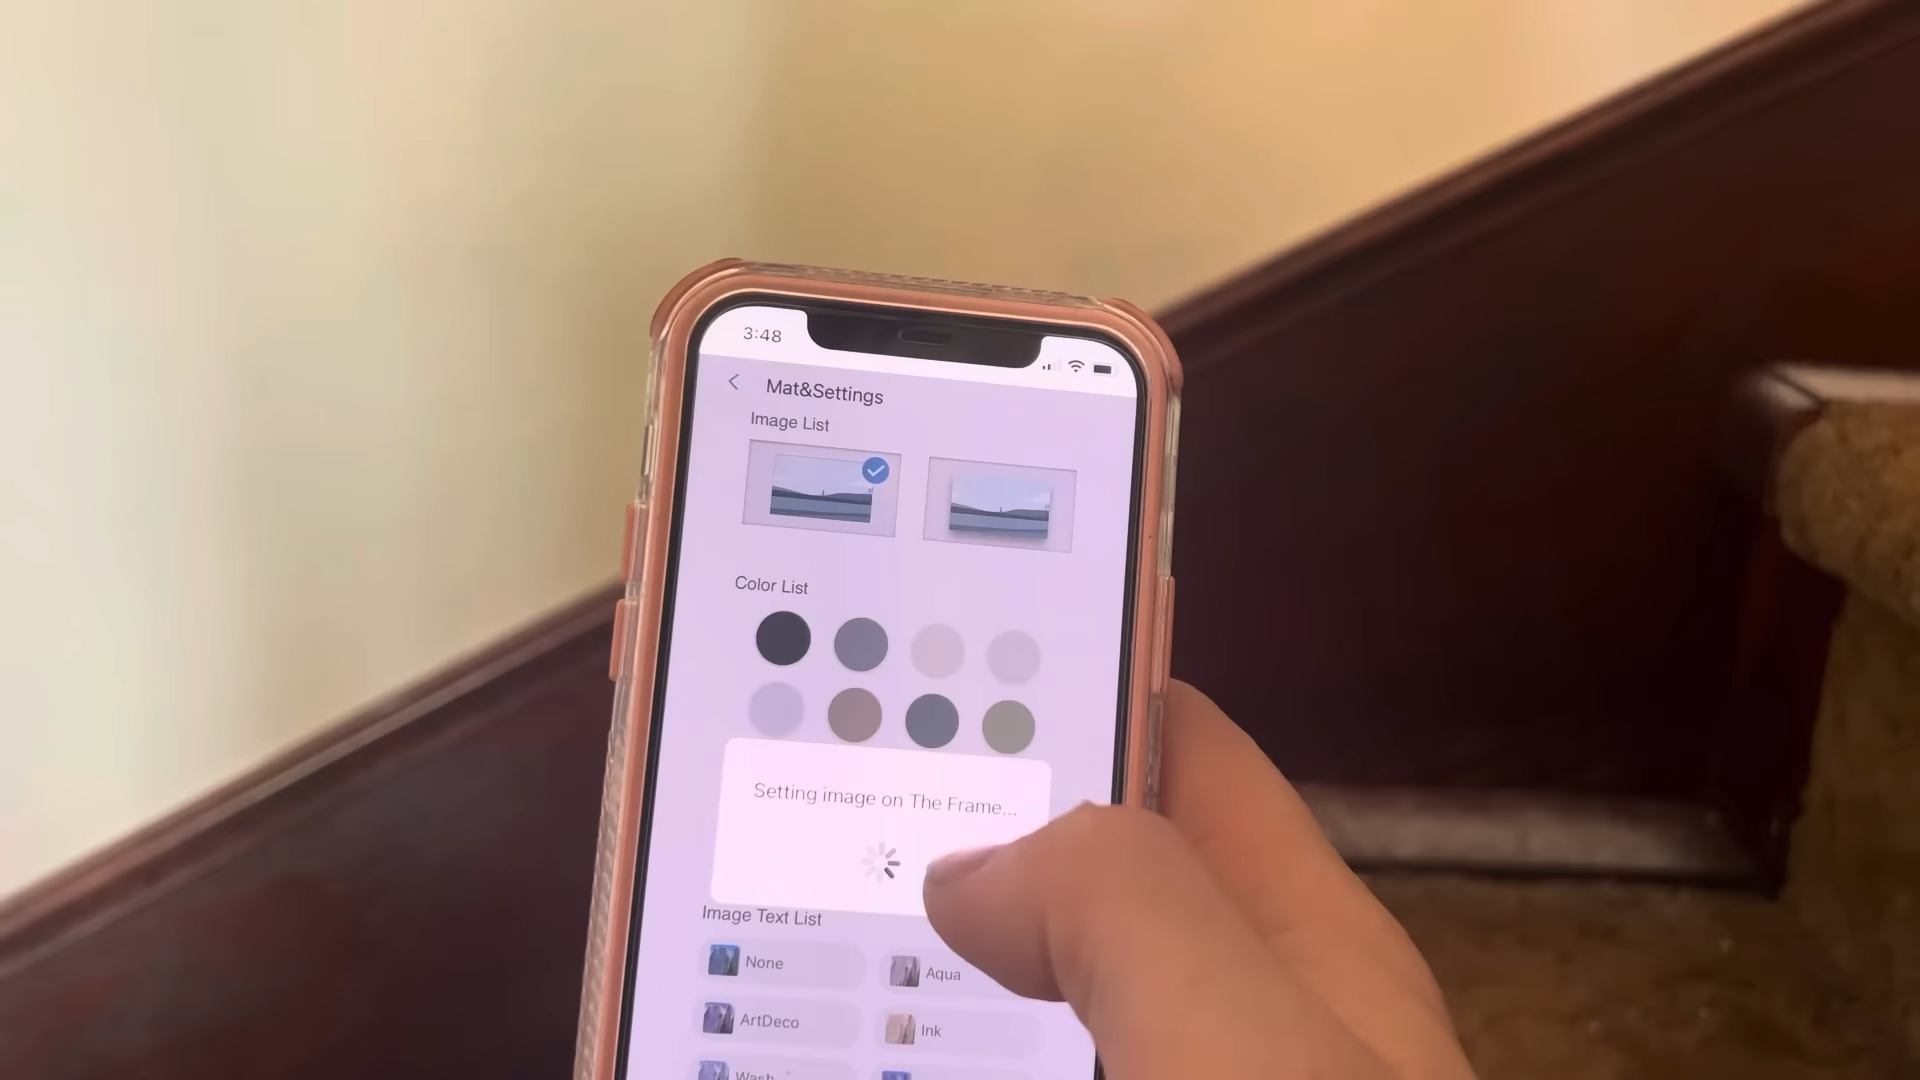 3:48
Mat&Settings
Image List
Color List
Setting image on The Frame...
Image Text List
None
Aqua
ArtDeco
Ink
Wash